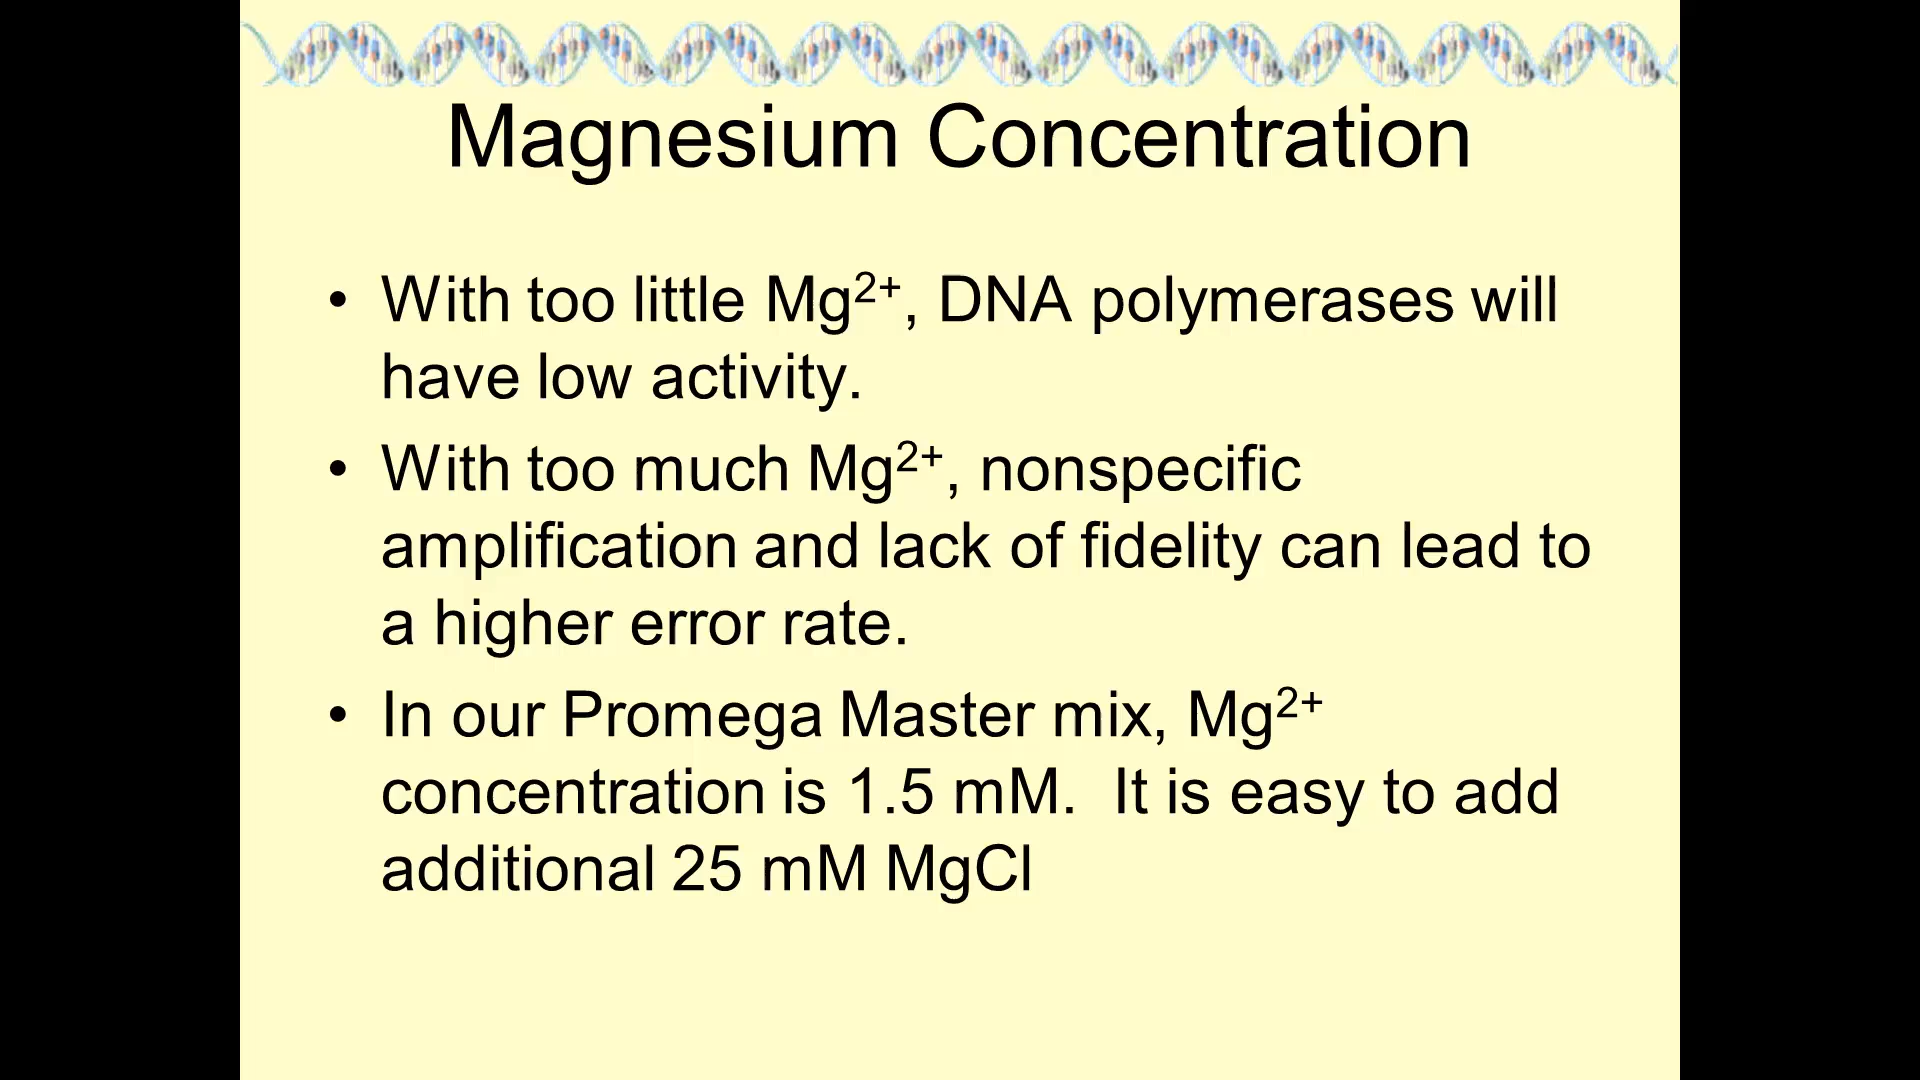 Magnesium Concentration
• With too little Mg²⁺, DNA polymerases will
have low activity.
• With too much Mg²⁺, nonspecific
amplification and lack of fidelity can lead to
a higher error rate.
• In our Promega Master mix, Mg²⁺
concentration is 1.5 mM.  It is easy to add
additional 25 mM MgCl